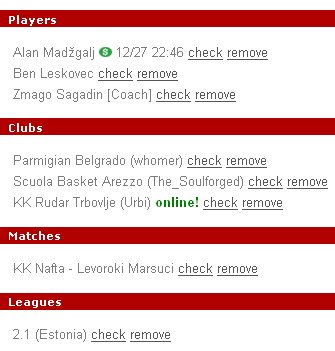 Players
Alan Madžgalj $ 12/27 22:46 check remove
Ben Leskovec check remove
Zmago Sagadin [Coach] check remove
Clubs
Parmigian Belgrado (whomer) check remove
Scuola Basket Arezzo (The_Soulforged) check remove
KK Rudar Trbovlje (Urbi) online! check remove
Matches
KK Nafta - Levoroki Marsuci check remove
Leagues
2.1 (Estonia) check remove